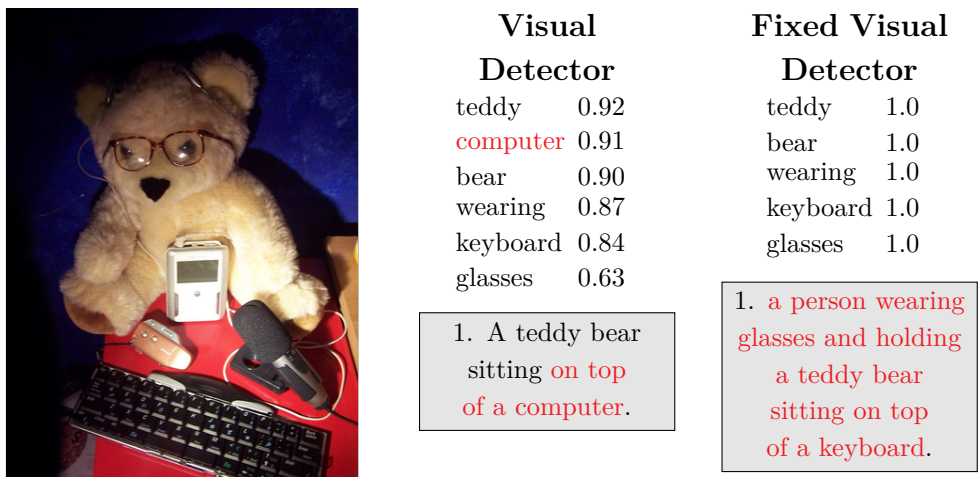 Visual
Detector
teddy 0.92
computer 0.91
bear 0.90
wearing 0.87
keyboard 0.84
glasses 0.63
1. A teddy bear
sitting on top
of a computer.
Fixed Visual
Detector
teddy 1.0
bear 1.0
wearing 1.0
keyboard 1.0
glasses 1.0
1. a person wearing
glasses and holding
a teddy bear
sitting on top
of a keyboard.